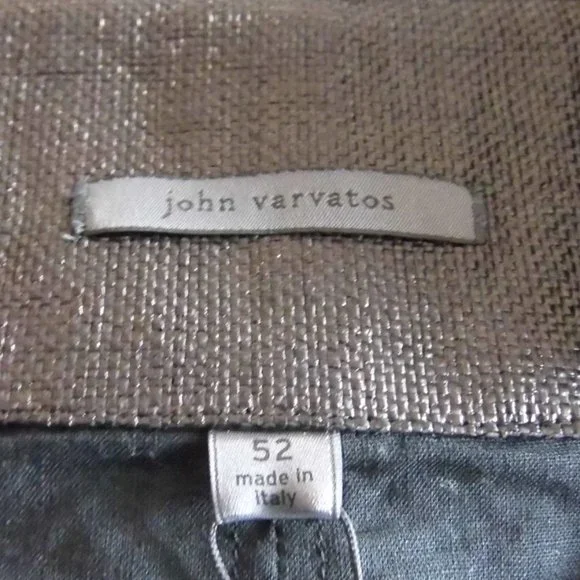 john varvatos
52
made in
italy